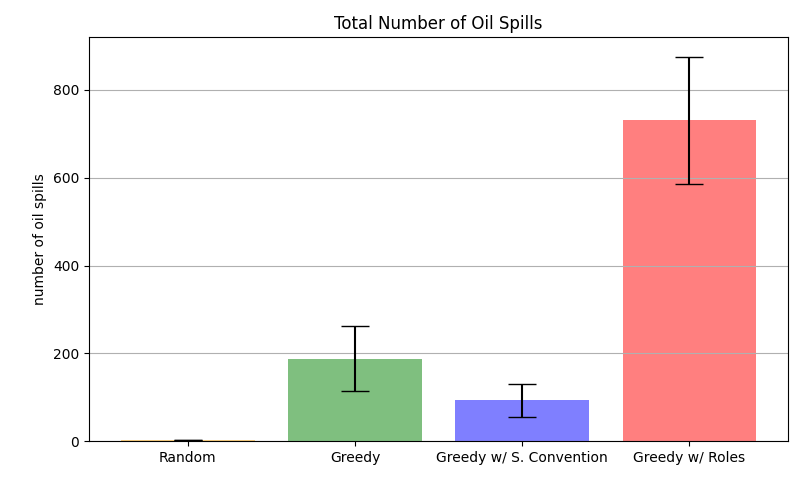 Total Number of Oil Spills
number of oil spills
800
600
400
200
0
Random
Greedy
Greedy w/ S. Convention
Greedy w/ Roles